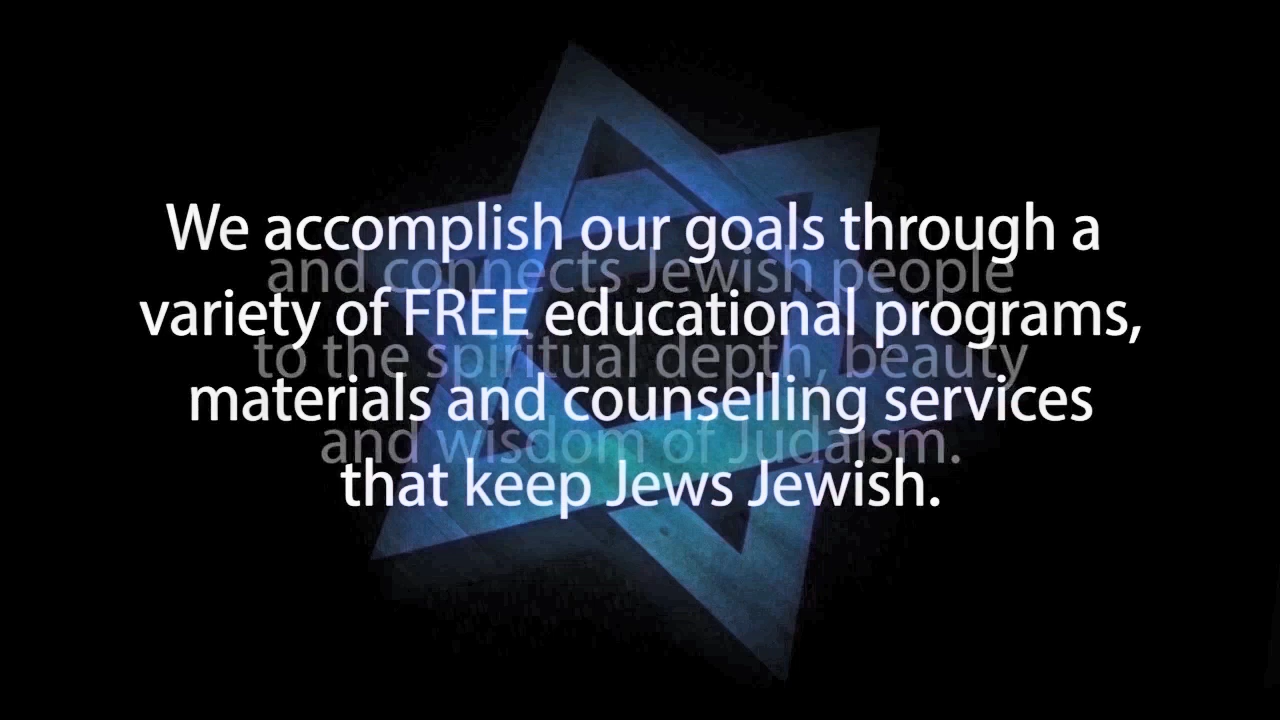 We accomplish our goals through a
and connects Jewish people
variety of FREE educational programs,
to the spiritual depth, beauty
materials and counselling services
and wisdom of Judaism.
that keep Jews Jewish.